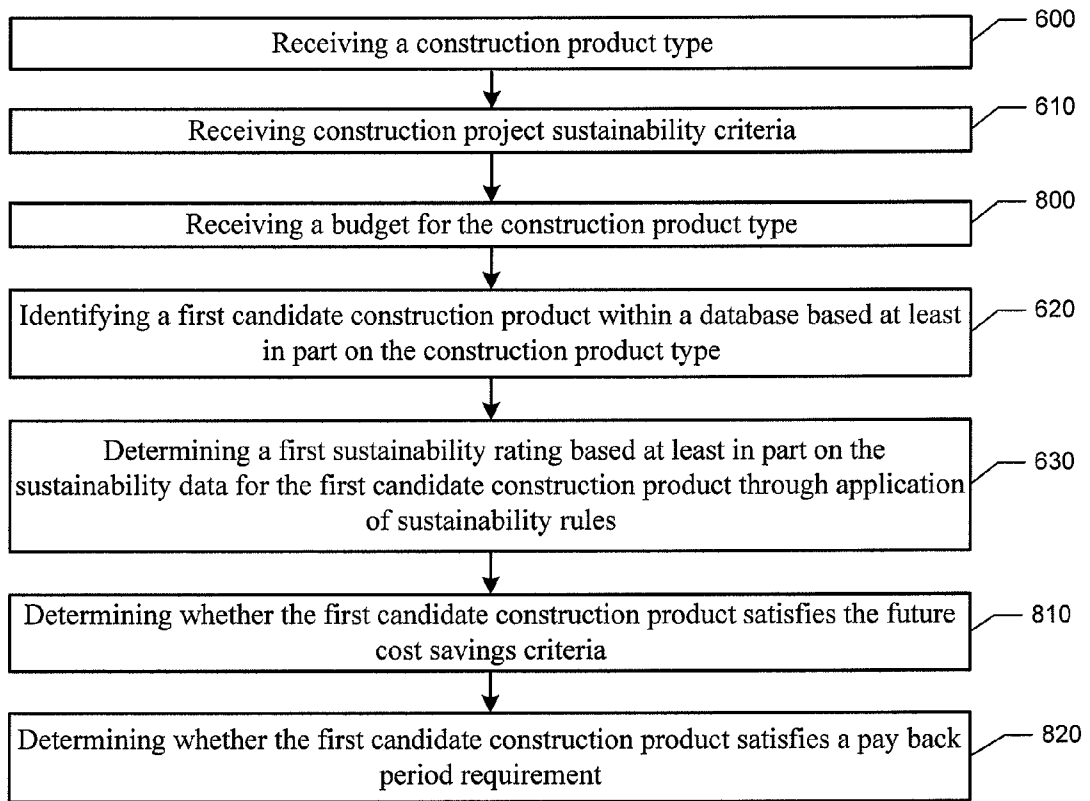 Receiving a construction product type
600
Receiving construction project sustainability criteria
610
Receiving a budget for the construction product type
800
Identifying a first candidate construction product within a database based at least
in part on the construction product type
620
Determining a first sustainability rating based at least in part on the
sustainability data for the first candidate construction product through application
of sustainability rules
630
Determining whether the first candidate construction product satisfies the future
cost savings criteria
810
Determining whether the first candidate construction product satisfies a pay back
period requirement
820